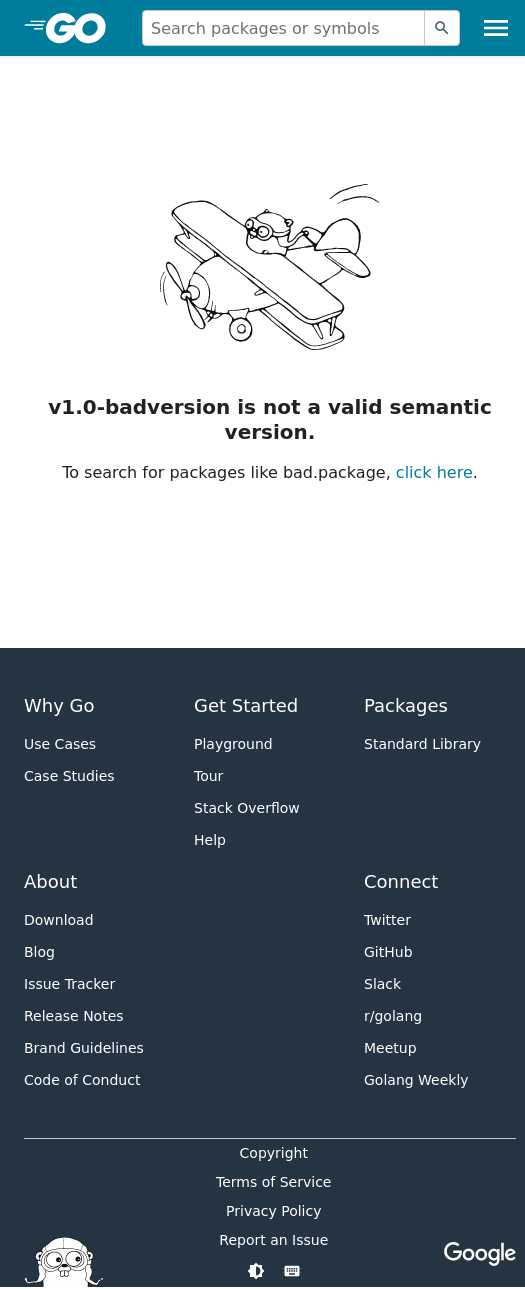 GO
Search packages or symbols
v1.0-badversion is not a valid semantic
version.
To search for packages like bad.package, click here.
Why Go
Use Cases
Case Studies
Get Started
Playground
Tour
Stack Overflow
Help
Packages
Standard Library
About
Download
Blog
Issue Tracker
Release Notes
Brand Guidelines
Code of Conduct
Connect
Twitter
GitHub
Slack
r/golang
Meetup
Golang Weekly
Copyright
Terms of Service
Privacy Policy
Report an Issue
Google